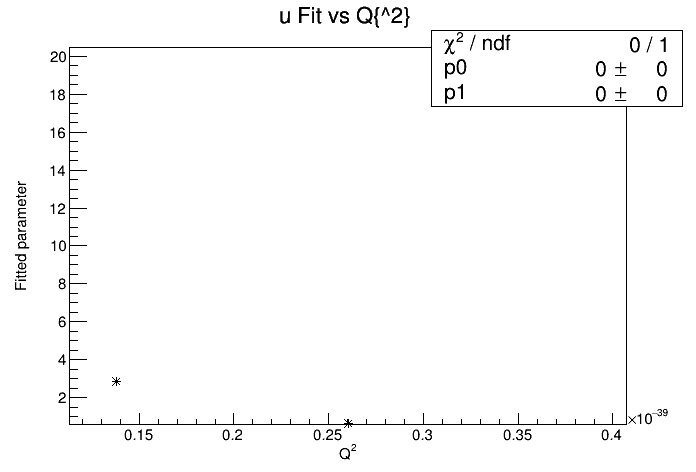 u Fit vs Q{^2}
χ² / ndf 0 / 1
p0 0 ± 0
p1 0 ± 0
20
18
16
14
12
10
8
6
4
2
Fitted parameter
0.15 0.2 0.25 0.3 0.35 0.4
×10⁻³⁹
Q²